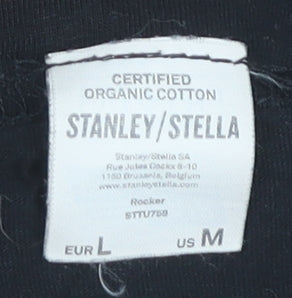 CERTIFIED
ORGANIC COTTON
STANLEY/STELLA
Stanley/Stella SA
Rue Jules Cockx 8-10
1160 Brussels, Belgium
www.stanleystella.com
Rocker
STTU758
EUR L US M